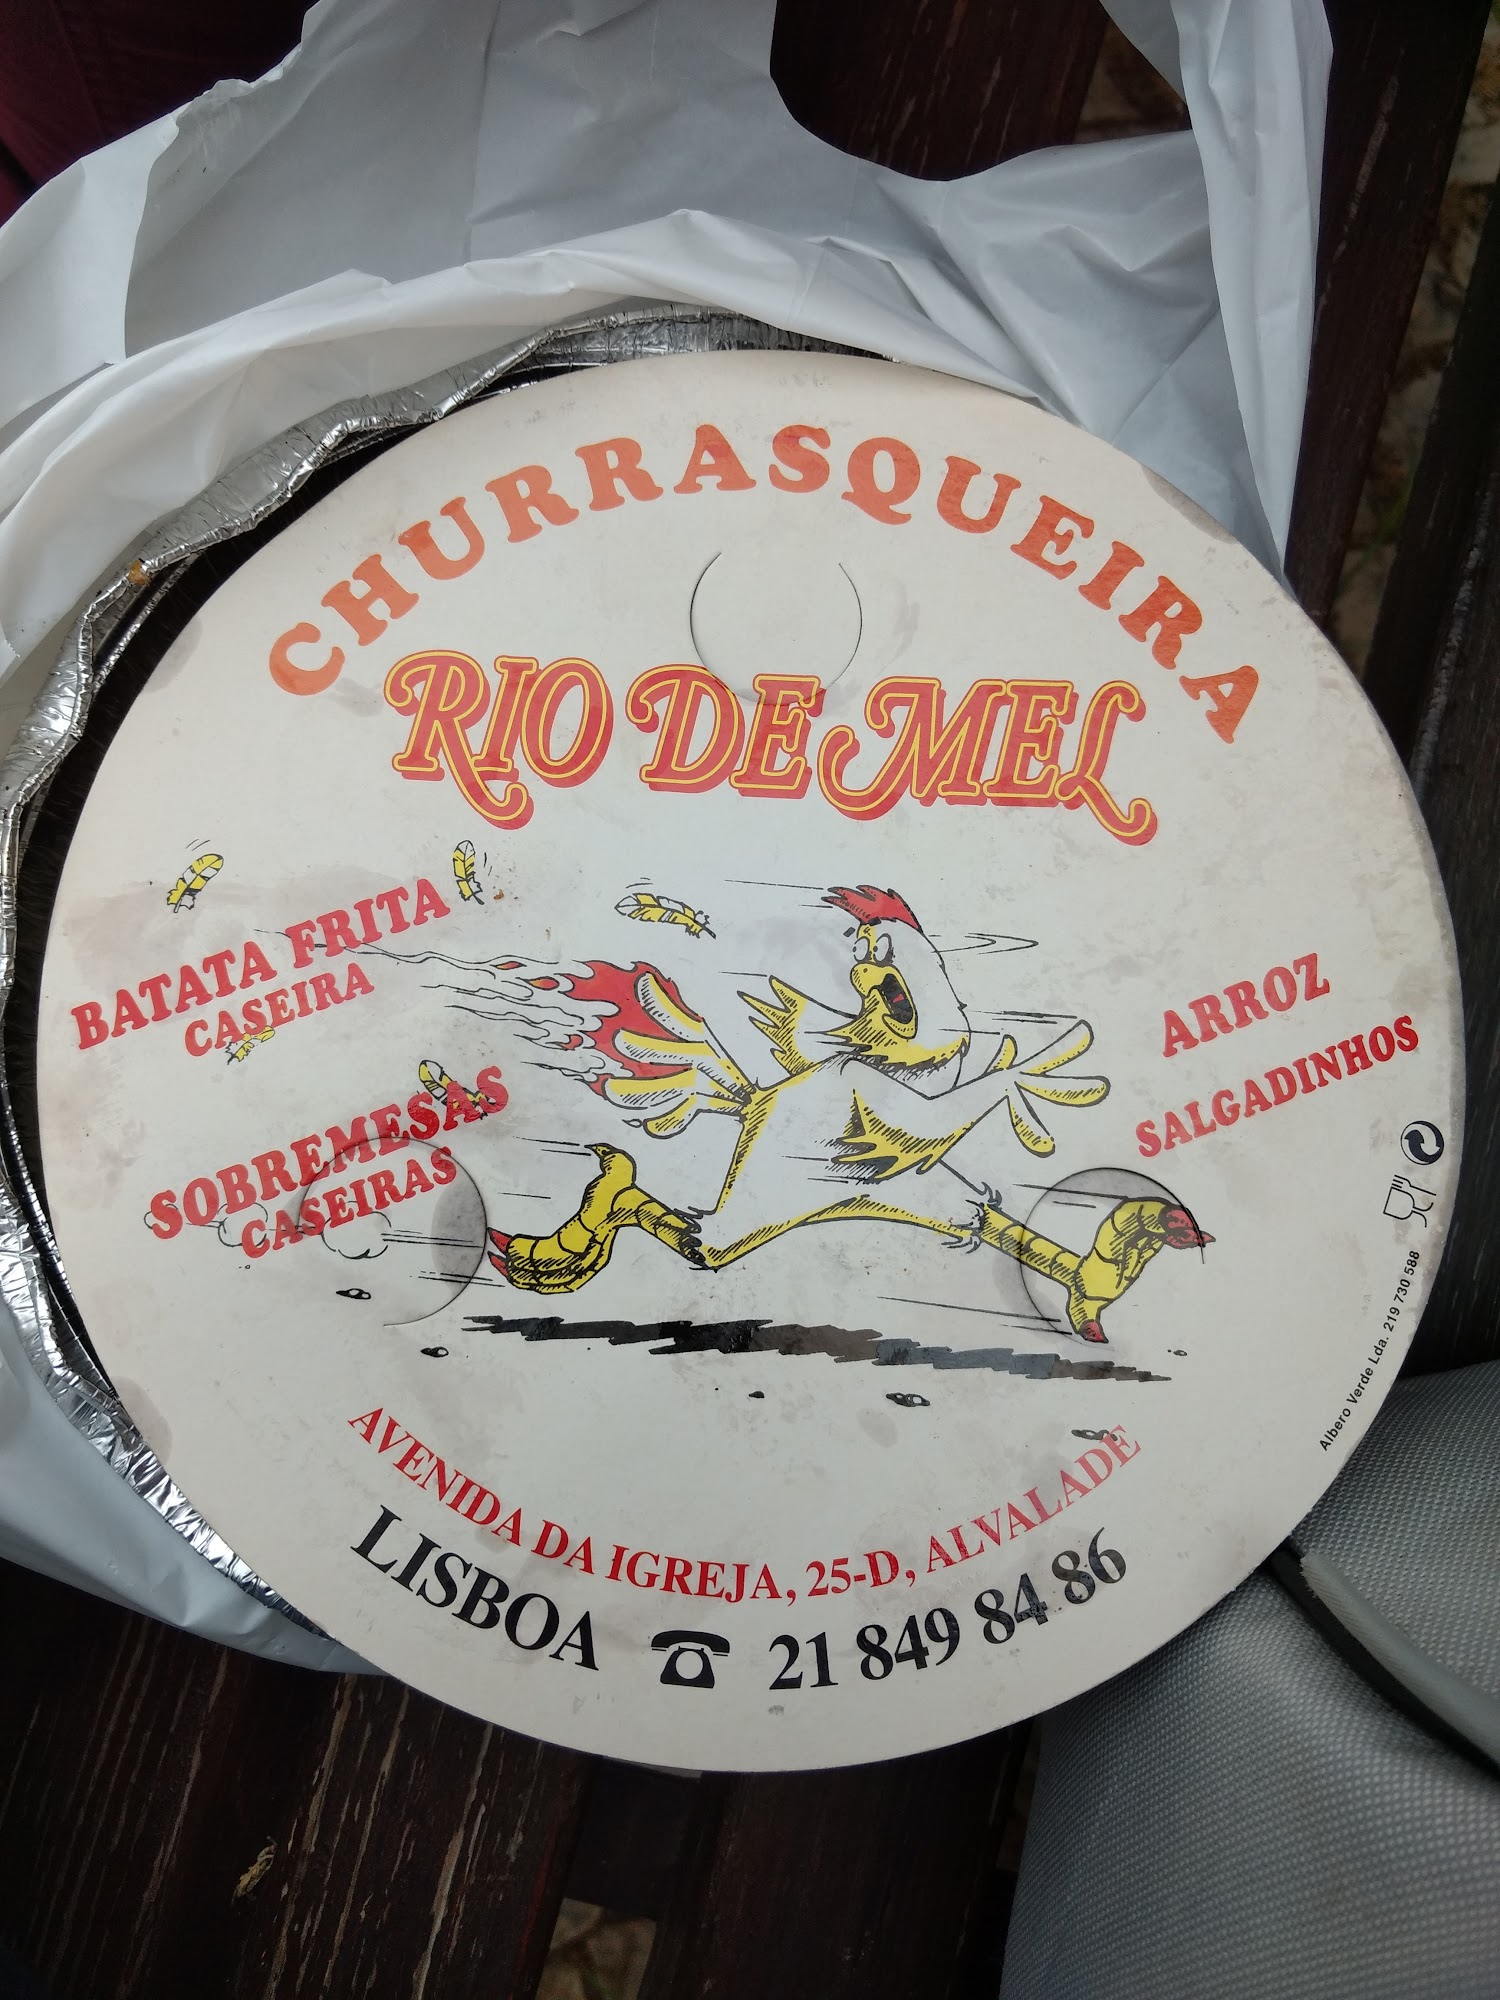 CHURRASQUEIRA
RIO DE MEL
BATATA FRITA
CASEIRA
SOBREMESAS
CASEIRAS
ARROZ
SALGADINHOS
Albero Verde Lda. 219 730 588
AVENIDA DA IGREJA, 25-D, ALVALADE
LISBOA ☎ 21 849 84 86